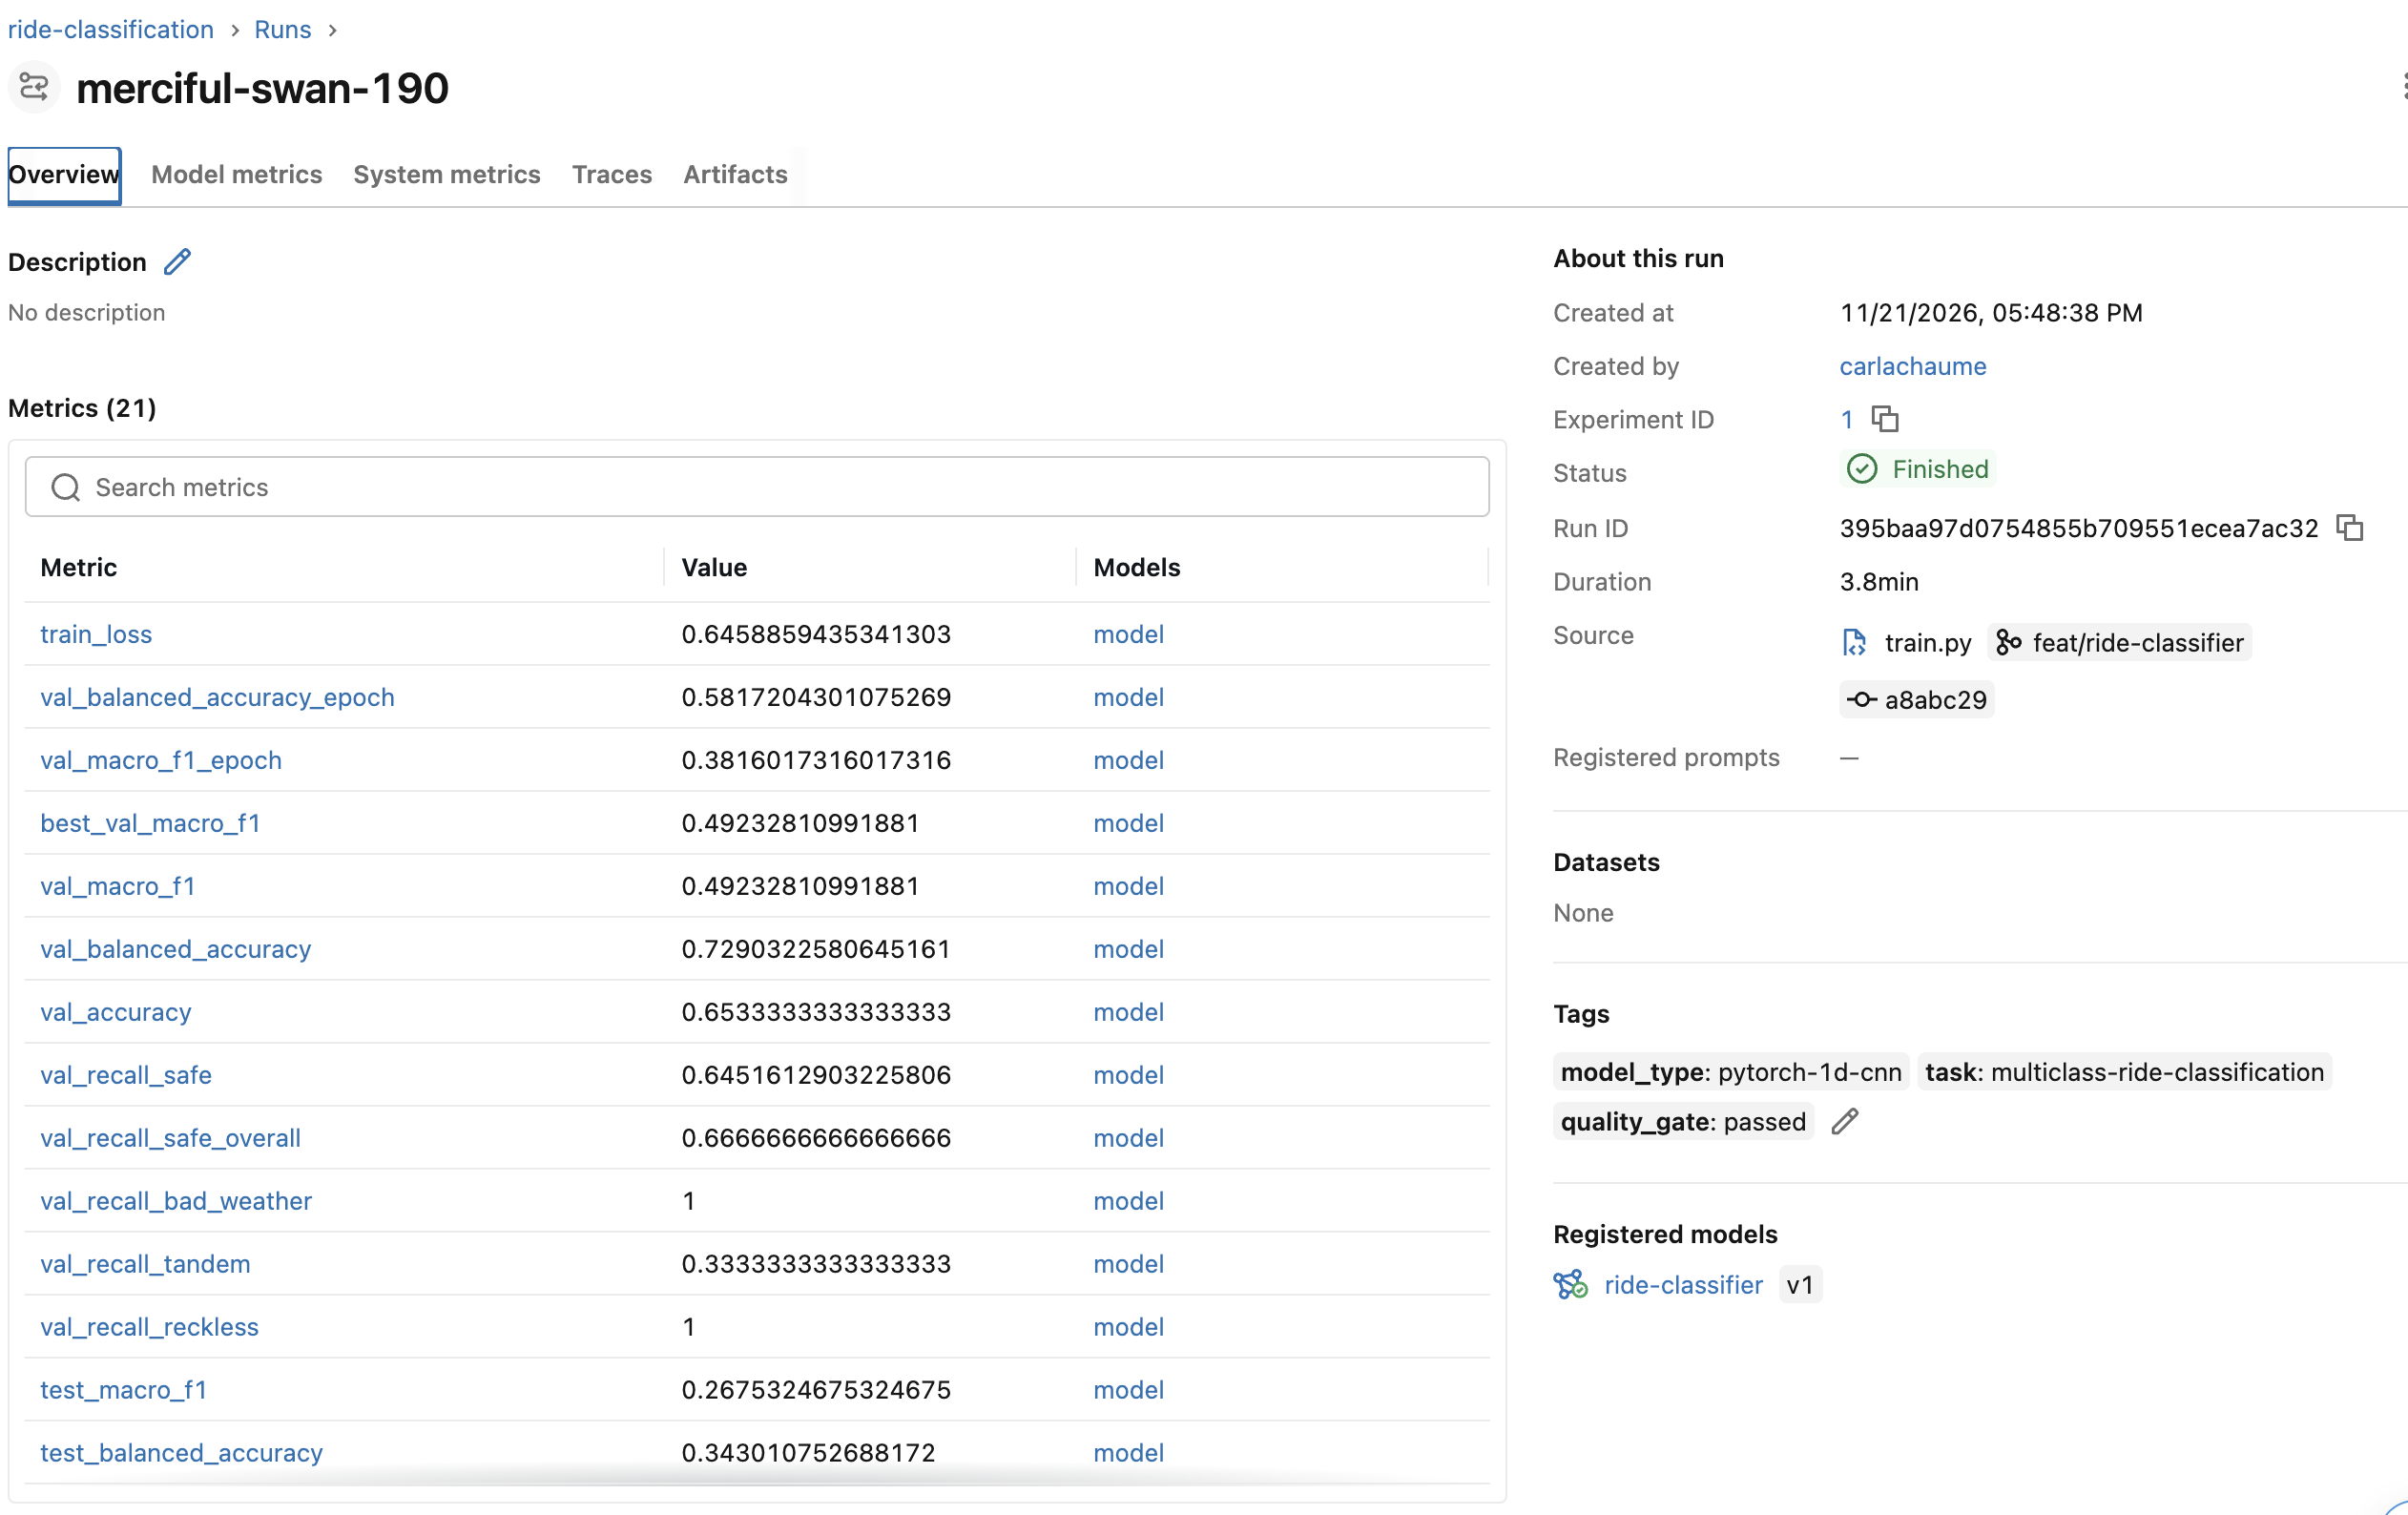 ride-classification > Runs >
merciful-swan-190
Overview Model metrics System metrics Traces Artifacts
Description
No description
Metrics (21)
Search metrics
Metric Value Models
train_loss 0.6458859435341303 model
val_balanced_accuracy_epoch 0.5817204301075269 model
val_macro_f1_epoch 0.3816017316017316 model
best_val_macro_f1 0.49232810991881 model
val_macro_f1 0.49232810991881 model
val_balanced_accuracy 0.7290322580645161 model
val_accuracy 0.6533333333333333 model
val_recall_safe 0.6451612903225806 model
val_recall_safe_overall 0.6666666666666666 model
val_recall_bad_weather 1 model
val_recall_tandem 0.3333333333333333 model
val_recall_reckless 1 model
test_macro_f1 0.2675324675324675 model
test_balanced_accuracy 0.343010752688172 model
About this run
Created at 11/21/2026, 05:48:38 PM
Created by carlachaume
Experiment ID 1
Status Finished
Run ID 395baa97d0754855b709551ecea7ac32
Duration 3.8min
Source train.py feat/ride-classifier
a8abc29
Registered prompts —
Datasets
None
Tags
model_type: pytorch-1d-cnn task: multiclass-ride-classification
quality_gate: passed
Registered models
ride-classifier v1